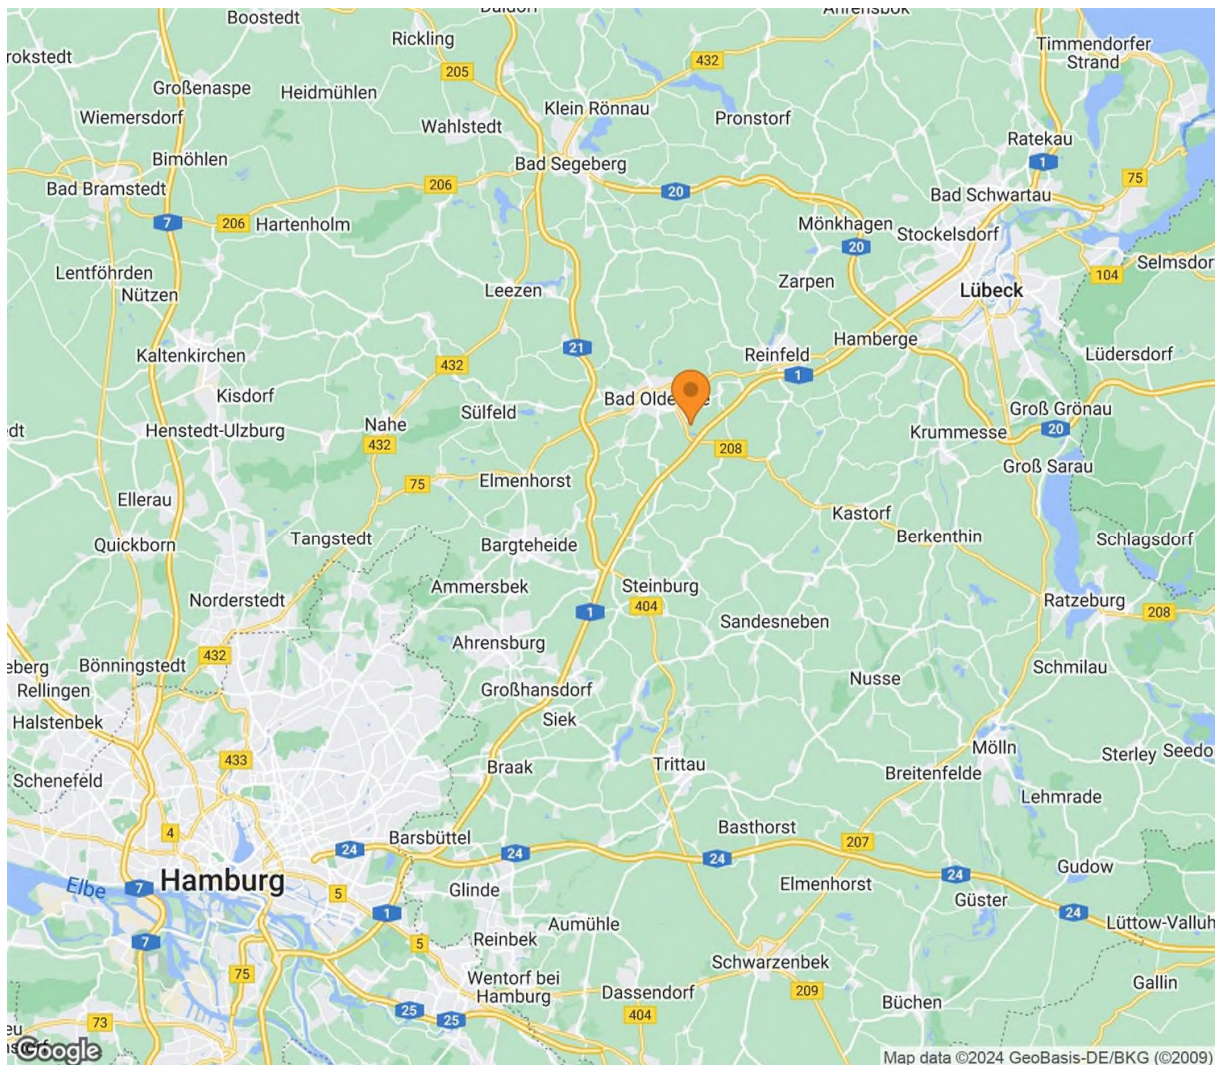 Boostedt
Daldorf
Ahrensbök
Rickling
432
Timmendorfer
Strand
rokstedt
205
Großenaspe
Heidmühlen
Klein Rönnau
Wiemersdorf
Wahlstedt
Pronstorf
Ratekau
Bimöhlen
Bad Segeberg
1
75
Bad Bramstedt
206
20
Bad Schwartau
7
206
Hartenholm
Mönkhagen
20
Stockelsdorf
Lentföhrden
Nützen
Leezen
Zarpen
Lübeck
104
Selmsdor
21
Hamberge
Kaltenkirchen
432
Reinfeld
1
Lüdersdorf
Kisdorf
Sülfeld
Bad Olde e
Groß Grönau
20
dt
Henstedt-Ulzburg
Nahe
432
208
Krummesse
Groß Sarau
75
Elmenhorst
Ellerau
Kastorf
Quickborn
Tangstedt
Bargteheide
Berkenthin
Schlagsdorf
Ammersbek
Steinburg
Norderstedt
1
404
Ratzeburg
208
Ahrensburg
Sandesneben
432
eberg
Bönningstedt
Rellingen
Großhansdorf
Nusse
Schmilau
Halstenbek
Siek
433
Mölln
Schenefeld
Braak
Trittau
Breitenfelde
Sterley
Seedo
Lehmrade
4
Barsbüttel
Basthorst
207
24
24
24
24
Gudow
Hamburg
Elbe
7
5
Glinde
Elmenhorst
Güster
1
24
Aumühle
Lüttow-Valluh
7
5
Reinbek
75
Wentorf bei
Hamburg
Schwarzenbek
Dassendorf
209
Büchen
Gallin
25
25
404
73
eu
nsdorf
Google
Map data ©2024 GeoBasis-DE/BKG (©2009)